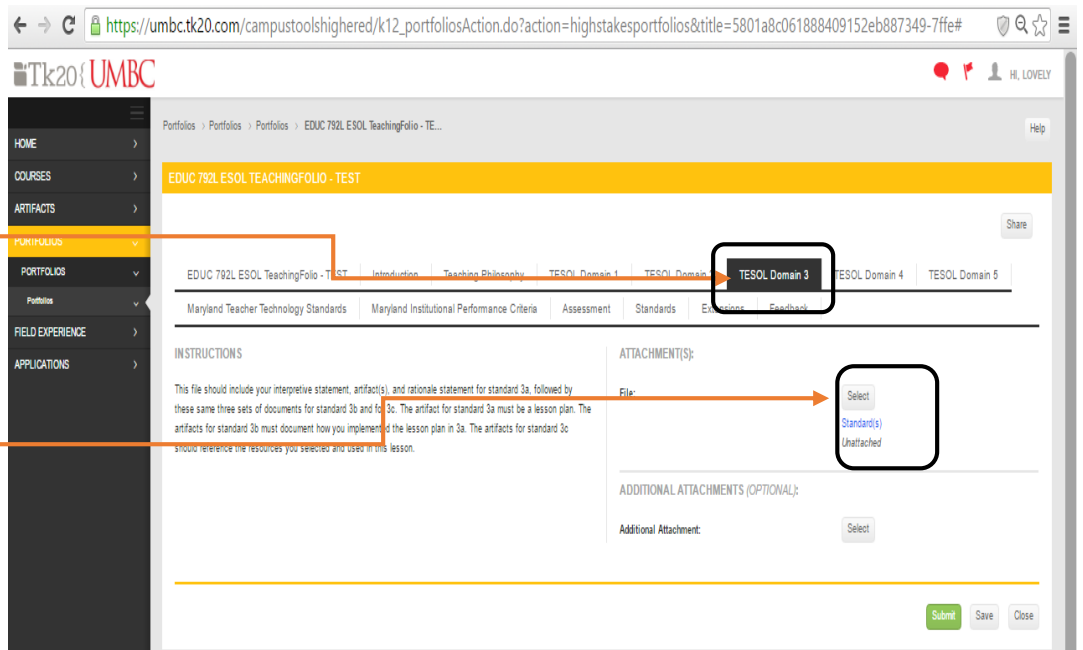 https://umbc.tk20.com/campustoolshighered/k12_portfoliosAction.do?action=highstakesportfolios&title=5801a8c061888409152eb887349-7ffe#
Tk20{UMBC
HI, LOVELY
Portfolios > Portfolios > Portfolios > EDUC 792L ESOL TeachingFolio - TE...
Help
HOME
COURSES
ARTIFACTS
PORTFOLIOS
PORTFOLIOS
Portfolios
FIELD EXPERIENCE
APPLICATIONS
EDUC 792L ESOL TEACHINGFOLIO - TEST
Share
EDUC 792L ESOL TeachingFolio - TEST Introduction Teaching Philosophy TESOL Domain 1 TESOL Domain TESOL Domain 3 TESOL Domain 4 TESOL Domain 5
Maryland Teacher Technology Standards Maryland Institutional Performance Criteria Assessment Standards Extensions Feedback
INSTRUCTIONS
This file should include your interpretive statement, artifact(s), and rationale statement for standard 3a, followed by
these same three sets of documents for standard 3b and for 3c. The artifact for standard 3a must be a lesson plan. The
artifacts for standard 3b must document how you implemented the lesson plan in 3a. The artifacts for standard 3c
should reference the resources you selected and used in this lesson.
ATTACHMENT(S):
File:
Select
Standard(s)
Unattached
ADDITIONAL ATTACHMENTS (OPTIONAL):
Additional Attachment:
Select
Submit Save Close